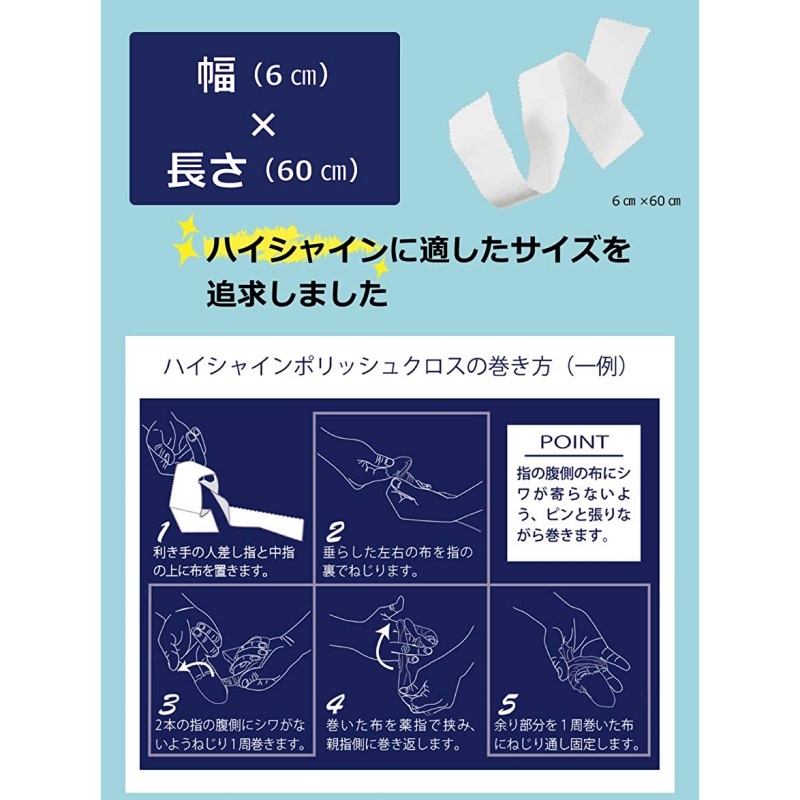 幅（6㎝）
×
長さ（60㎝）
6㎝×60㎝
ハイシャインに適したサイズを
追求しました
ハイシャインポリッシュクロスの巻き方（一例）
1
利き手の人差し指と中指
の上に布を置きます。
2
垂らした左右の布を指の
裏でねじります。
POINT
指の腹側の布にシ
ワが寄らないよ
う、ピンと張りな
がら巻きます。
3
2本の指の腹側にシワがな
いようねじり1周巻きます。
4
巻いた布を薬指で挟み、
親指側に巻き返します。
5
余り部分を1周巻いた布
にねじり通し固定します。